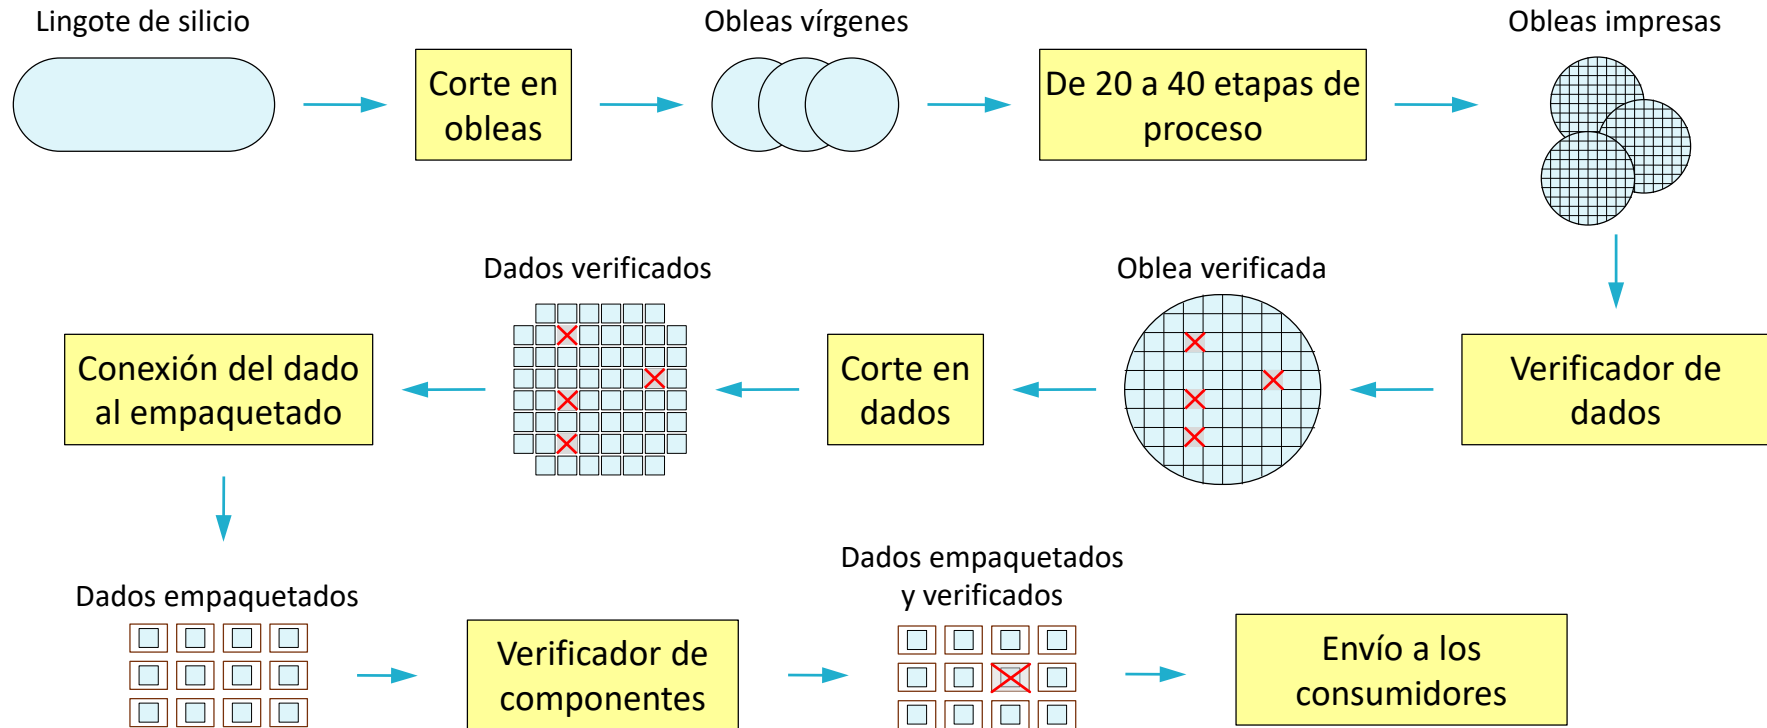 Lingote de silicio
Obleas vírgenes
Obleas impresas
Corte en
obleas
De 20 a 40 etapas de
proceso
Dados verificados
Oblea verificada
Conexión del dado
al empaquetado
Corte en
dados
Verificador de
dados
Dados empaquetados
Dados empaquetados
y verificados
Verificador de
componentes
Envío a los
consumidores